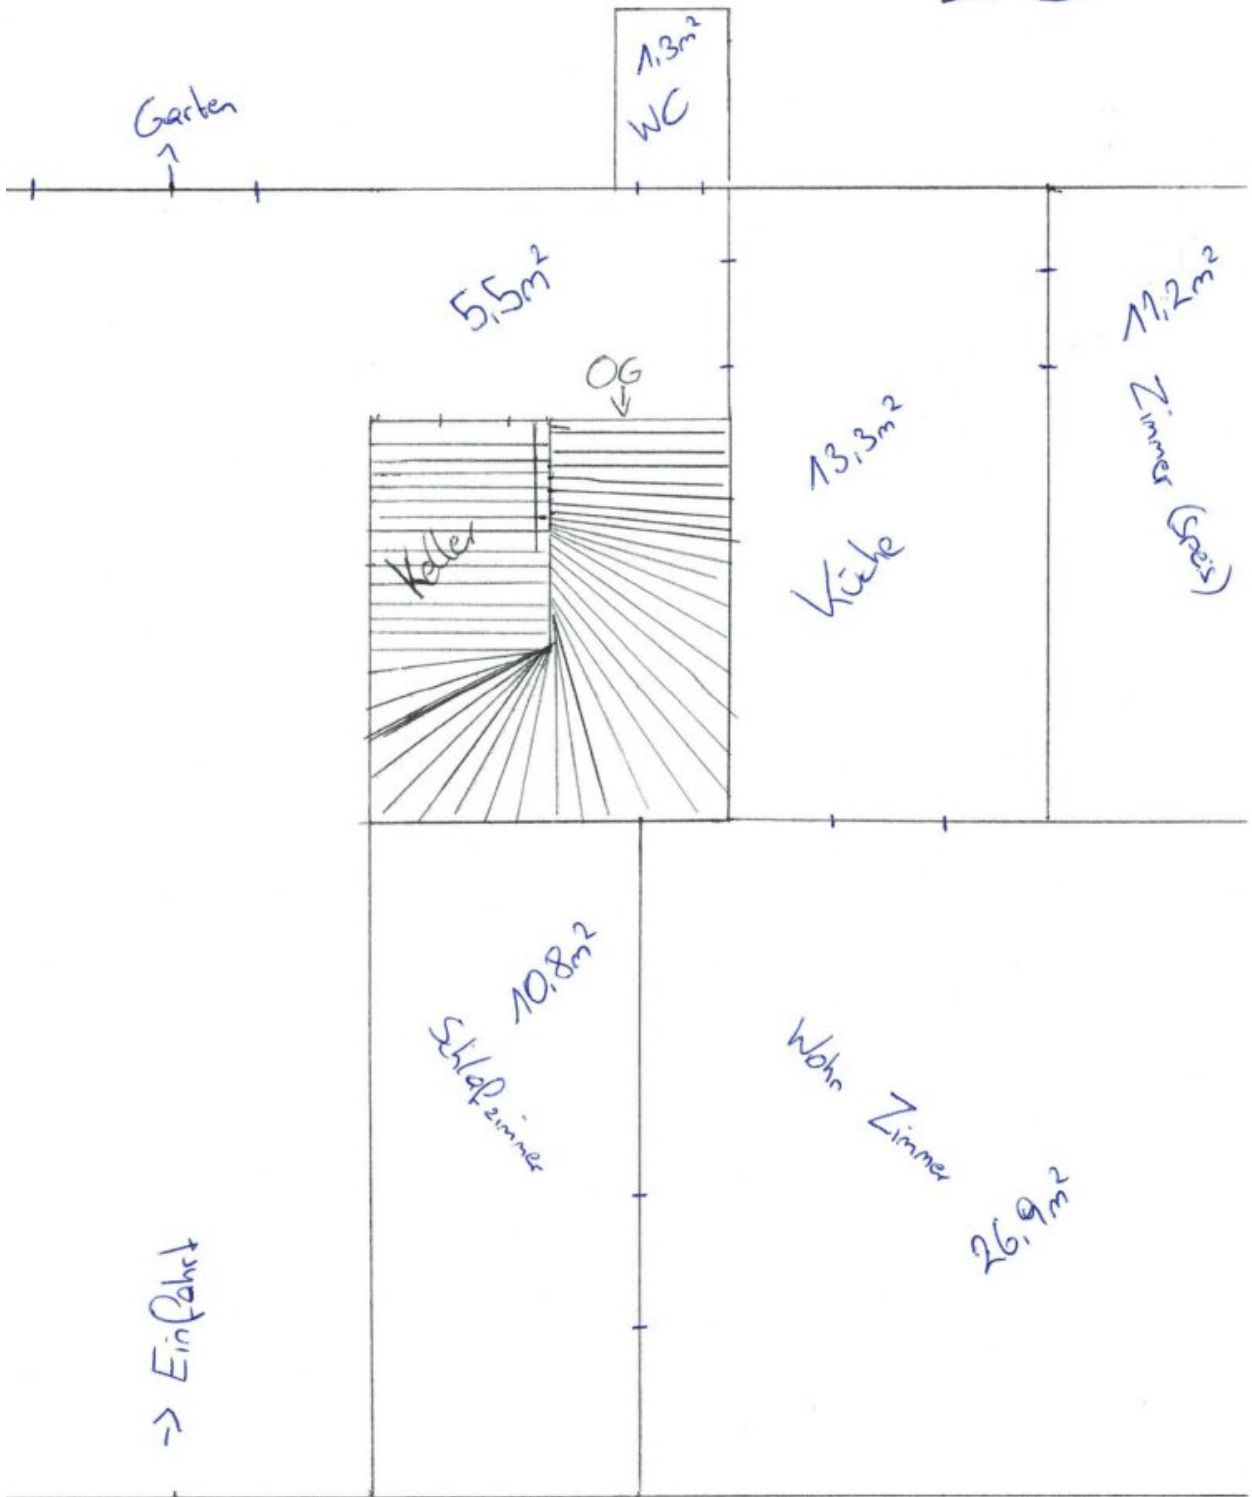 1,3m²
WC
Garten
5,5m²
OG
11,2m²
Zimmer (Speis)
13,3m²
Küche
Keller
10,8m²
Schlafzimmer
Wohn Zimmer
26,9m²
Einfahrt